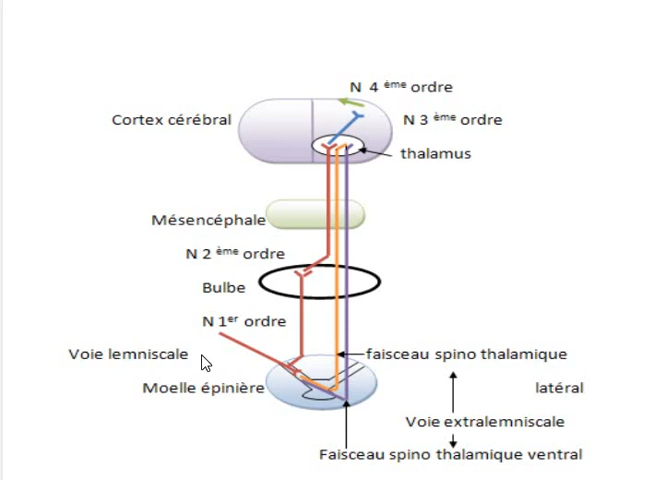 N 4 ème ordre
Cortex cérébral
N 3 ème ordre
thalamus
Mésencéphale
N 2 ème ordre
Bulbe
N 1er ordre
Voie lemniscale
faisceau spino thalamique
Moelle épinière
latéral
Voie extralemniscale
Faisceau spino thalamique ventral